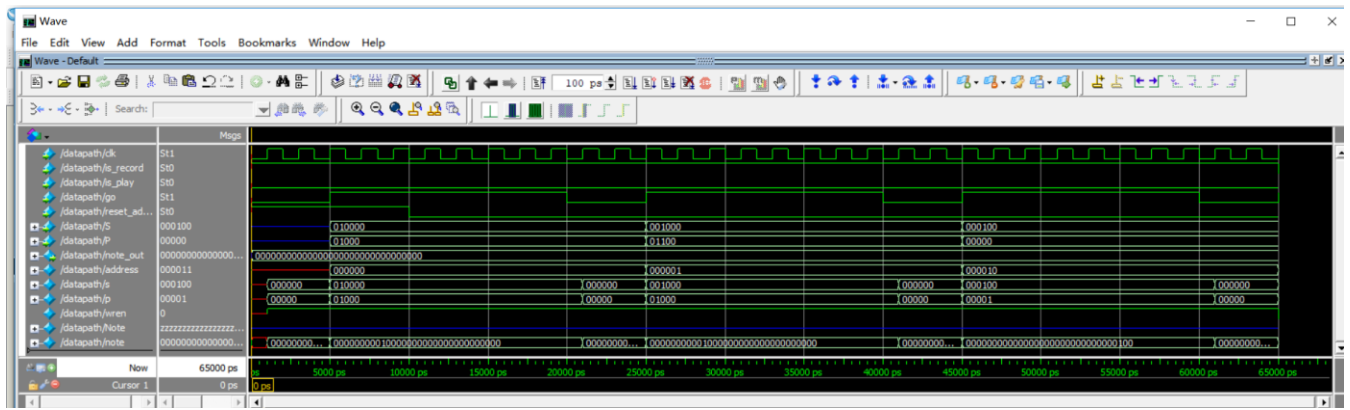 Wave
File Edit View Add Format Tools Bookmarks Window Help
Wave - Default
100 ps
Search:
Msgs
/datapath/clk St1
/datapath/is_record St0
/datapath/is_play St0
/datapath/go St1
/datapath/reset_ad... St0
/datapath/S 000100 010000 001000 000100
/datapath/P 00000 01000 01100 00000
/datapath/note_out 00000000000000...
/datapath/address 000011 000000 000001 000010
/datapath/s 000100 000000 010000 000000 001000 000000 000100 000000
/datapath/p 00001 00000 01000 00000 01000 00000 00001 00000
/datapath/wren 0
/datapath/Note
/datapath/note 00000000000000... 00000000... 00000000... 00000000... 00000000...
Now 65000 ps ps 5000 ps 10000 ps 15000 ps 20000 ps 25000 ps 30000 ps 35000 ps 40000 ps 45000 ps 50000 ps 55000 ps 60000 ps 65000 ps
Cursor 1 0 ps 0 ps